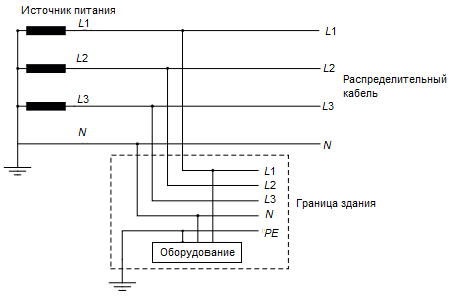 Источник питания
L1 L1
L2 L2
Распределительный
кабель
L3 L3
N N
L1
L2
L3
Граница здания
N
PE
Оборудование